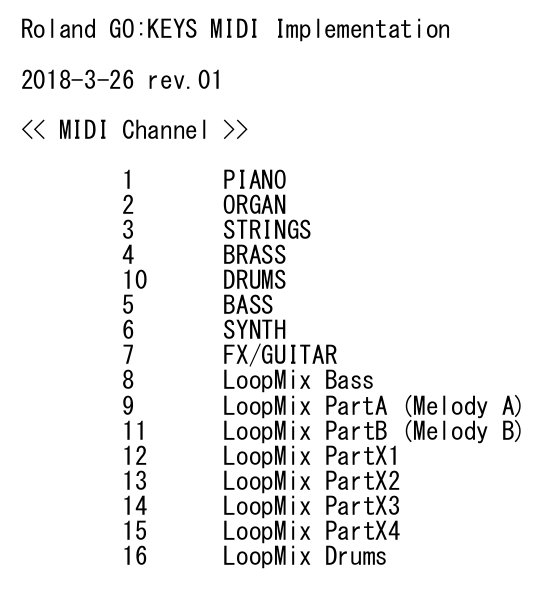 Roland GO:KEYS MIDI Implementation
2018-3-26 rev.01
<< MIDI Channel >>
1 PIANO
2 ORGAN
3 STRINGS
4 BRASS
10 DRUMS
5 BASS
6 SYNTH
7 FX/GUITAR
8 LoopMix Bass
9 LoopMix PartA (Melody A)
11 LoopMix PartB (Melody B)
12 LoopMix PartX1
13 LoopMix PartX2
14 LoopMix PartX3
15 LoopMix PartX4
16 LoopMix Drums